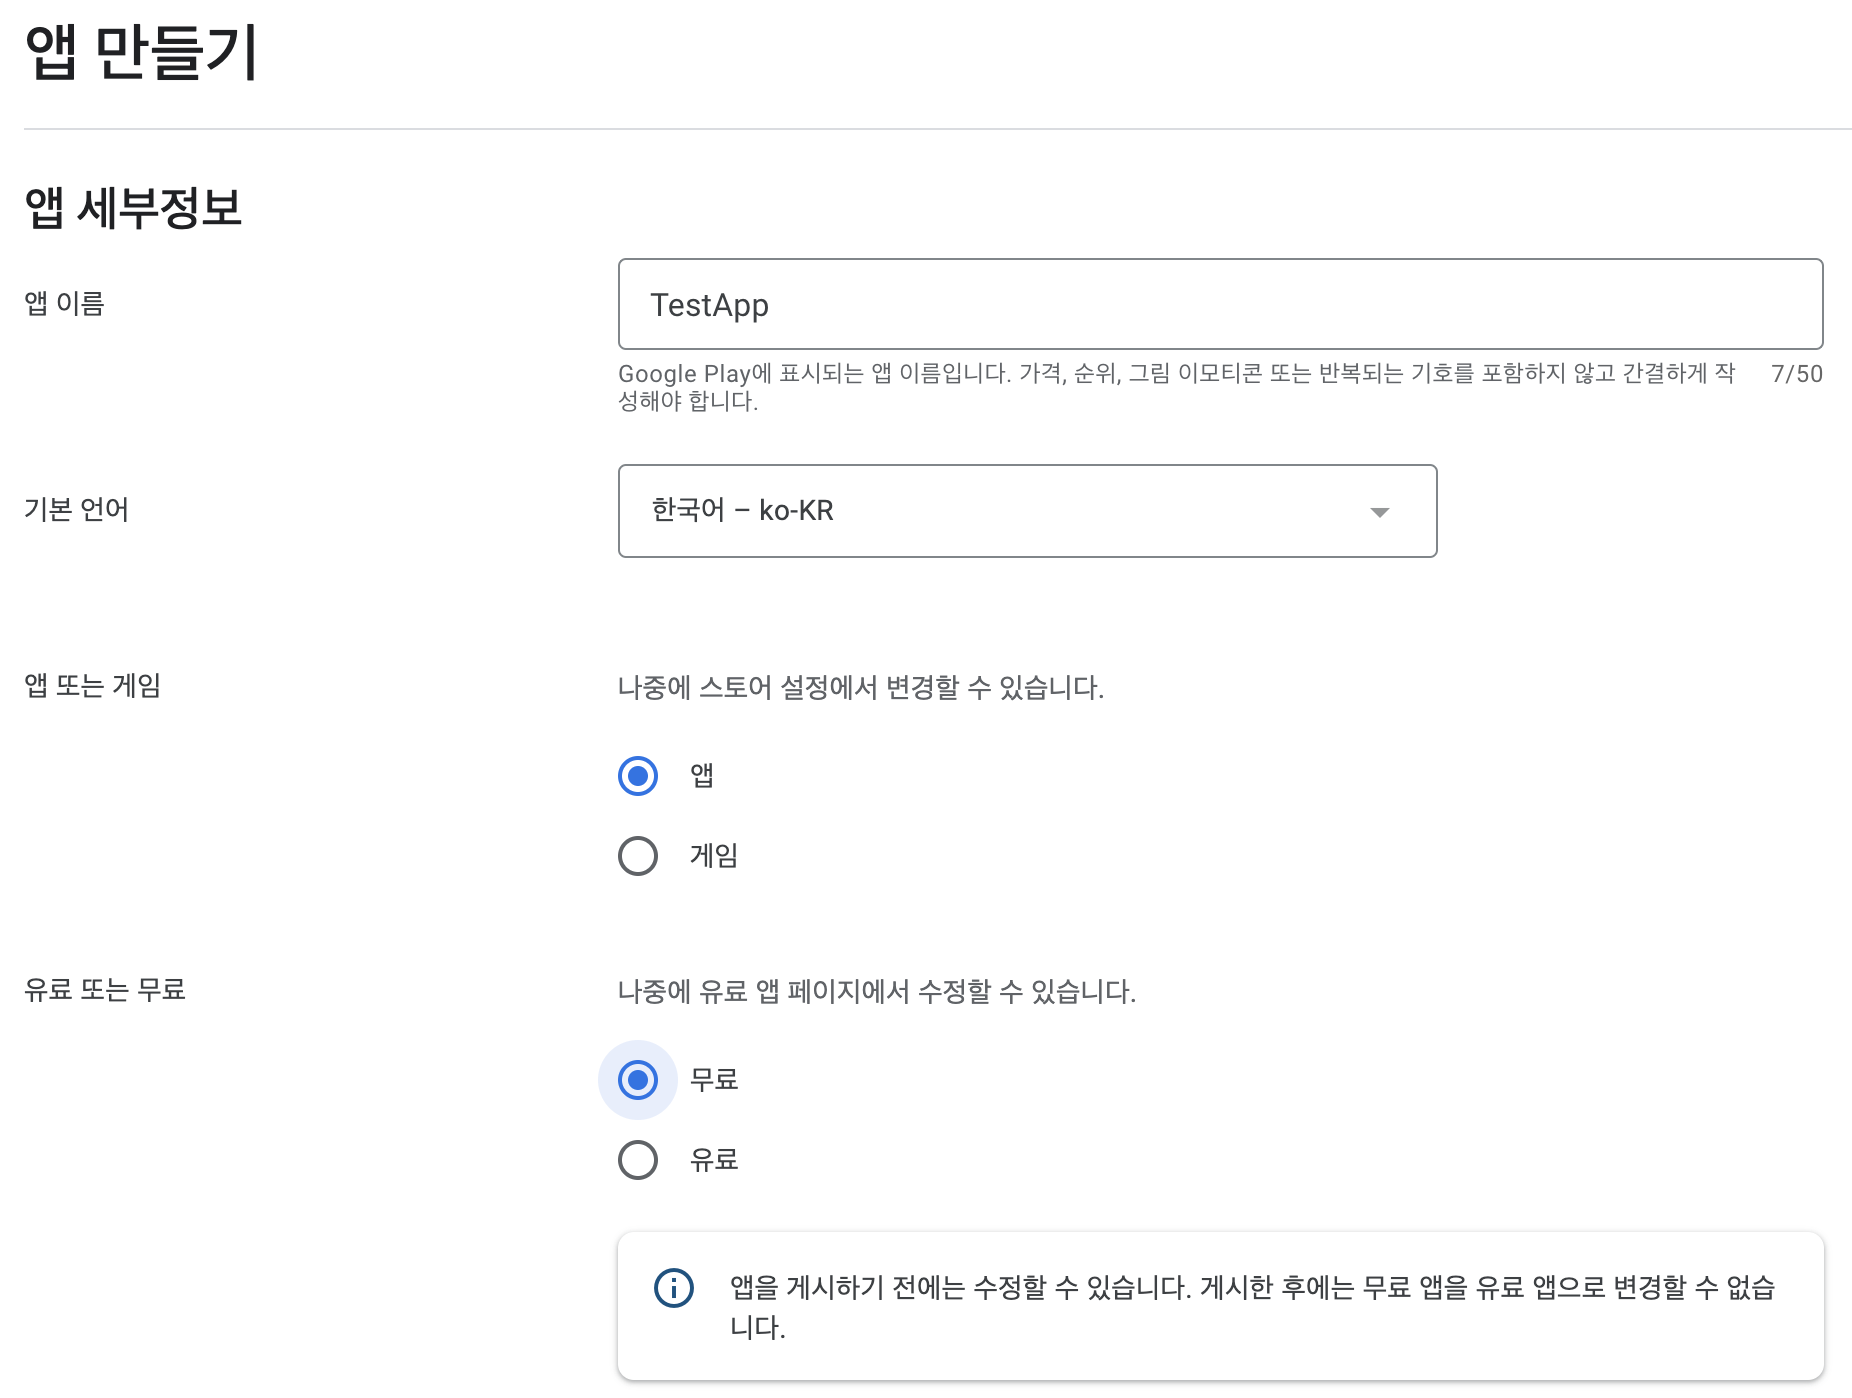 앱 만들기
앱 세부정보
앱 이름
TestApp
Google Play에 표시되는 앱 이름입니다. 가격, 순위, 그림 이모티콘 또는 반복되는 기호를 포함하지 않고 간결하게 작
성해야 합니다.
7/50
기본 언어
한국어 – ko-KR
앱 또는 게임
나중에 스토어 설정에서 변경할 수 있습니다.
앱
게임
유료 또는 무료
나중에 유료 앱 페이지에서 수정할 수 있습니다.
무료
유료
앱을 게시하기 전에는 수정할 수 있습니다. 게시한 후에는 무료 앱을 유료 앱으로 변경할 수 없습
니다.